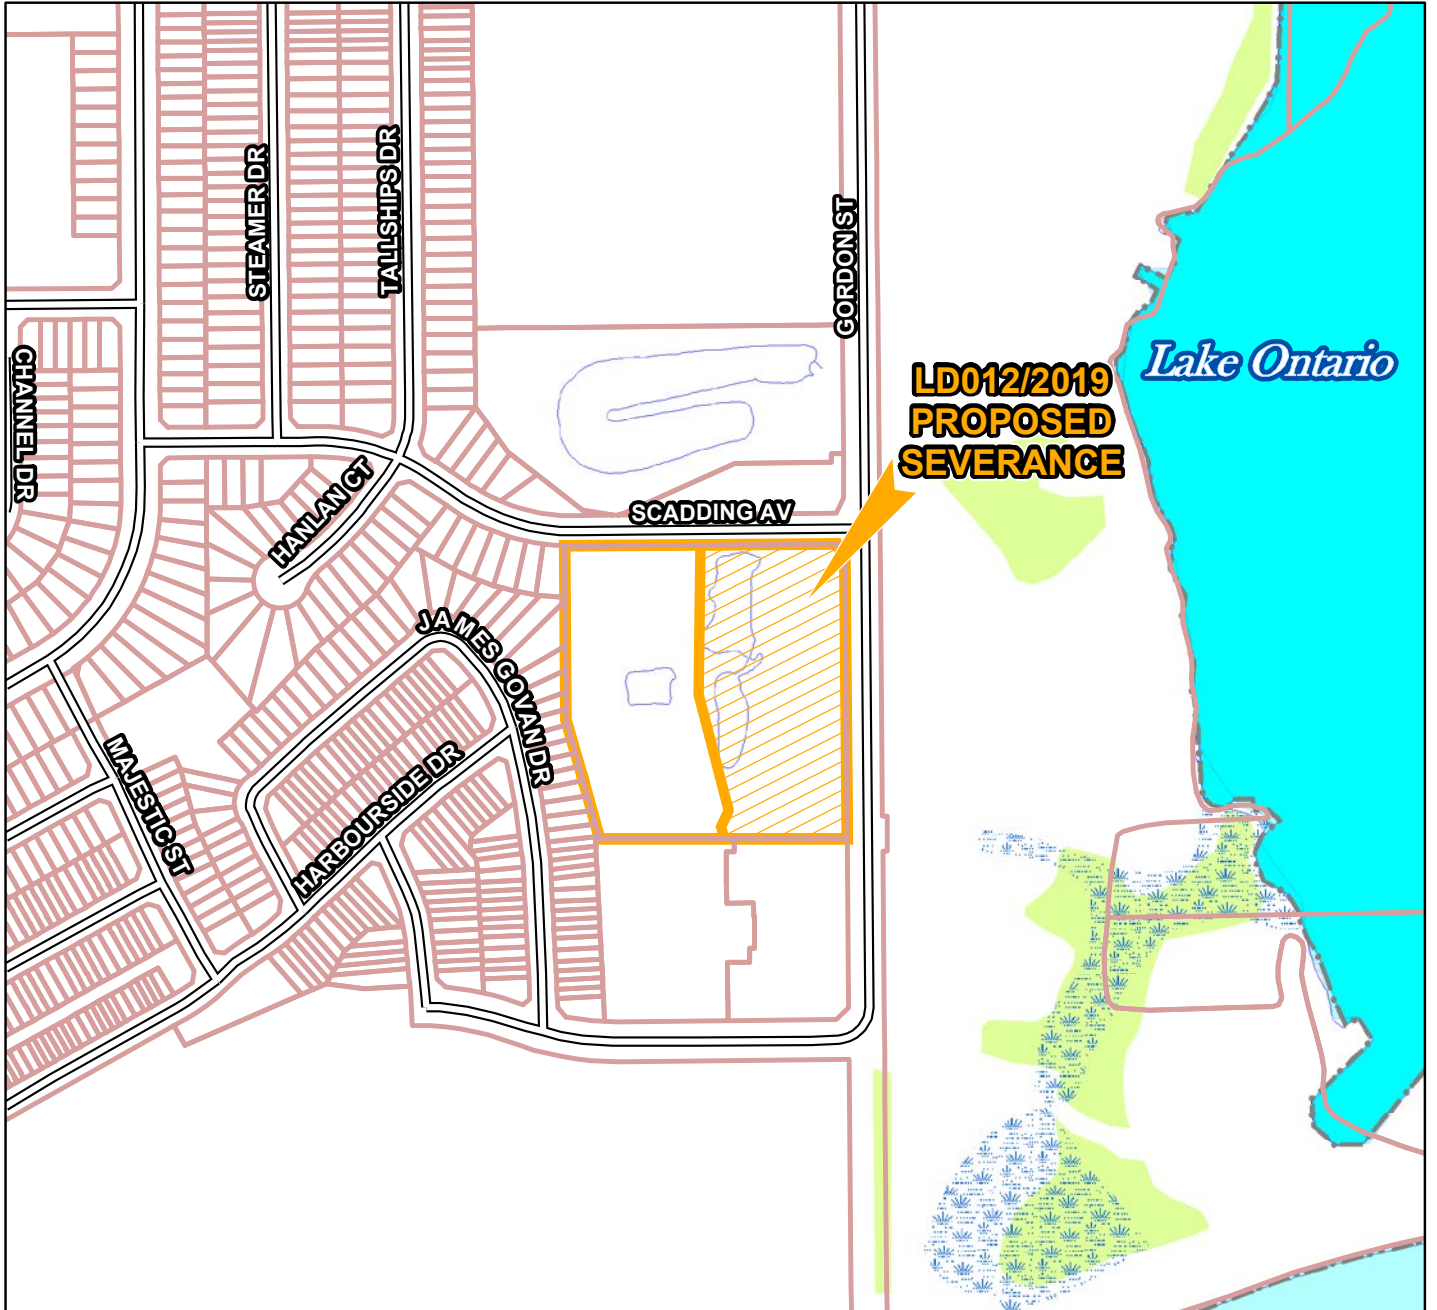 STEAMER DR
TALLSHIPS DR
GORDON ST
CHANNEL DR
Lake Ontario
LD012/2019
PROPOSED
SEVERANCE
HANLAN CT
SCADDING AV
JAMES GOVAN DR
MAJESTIC ST
HARBOURSIDE DR